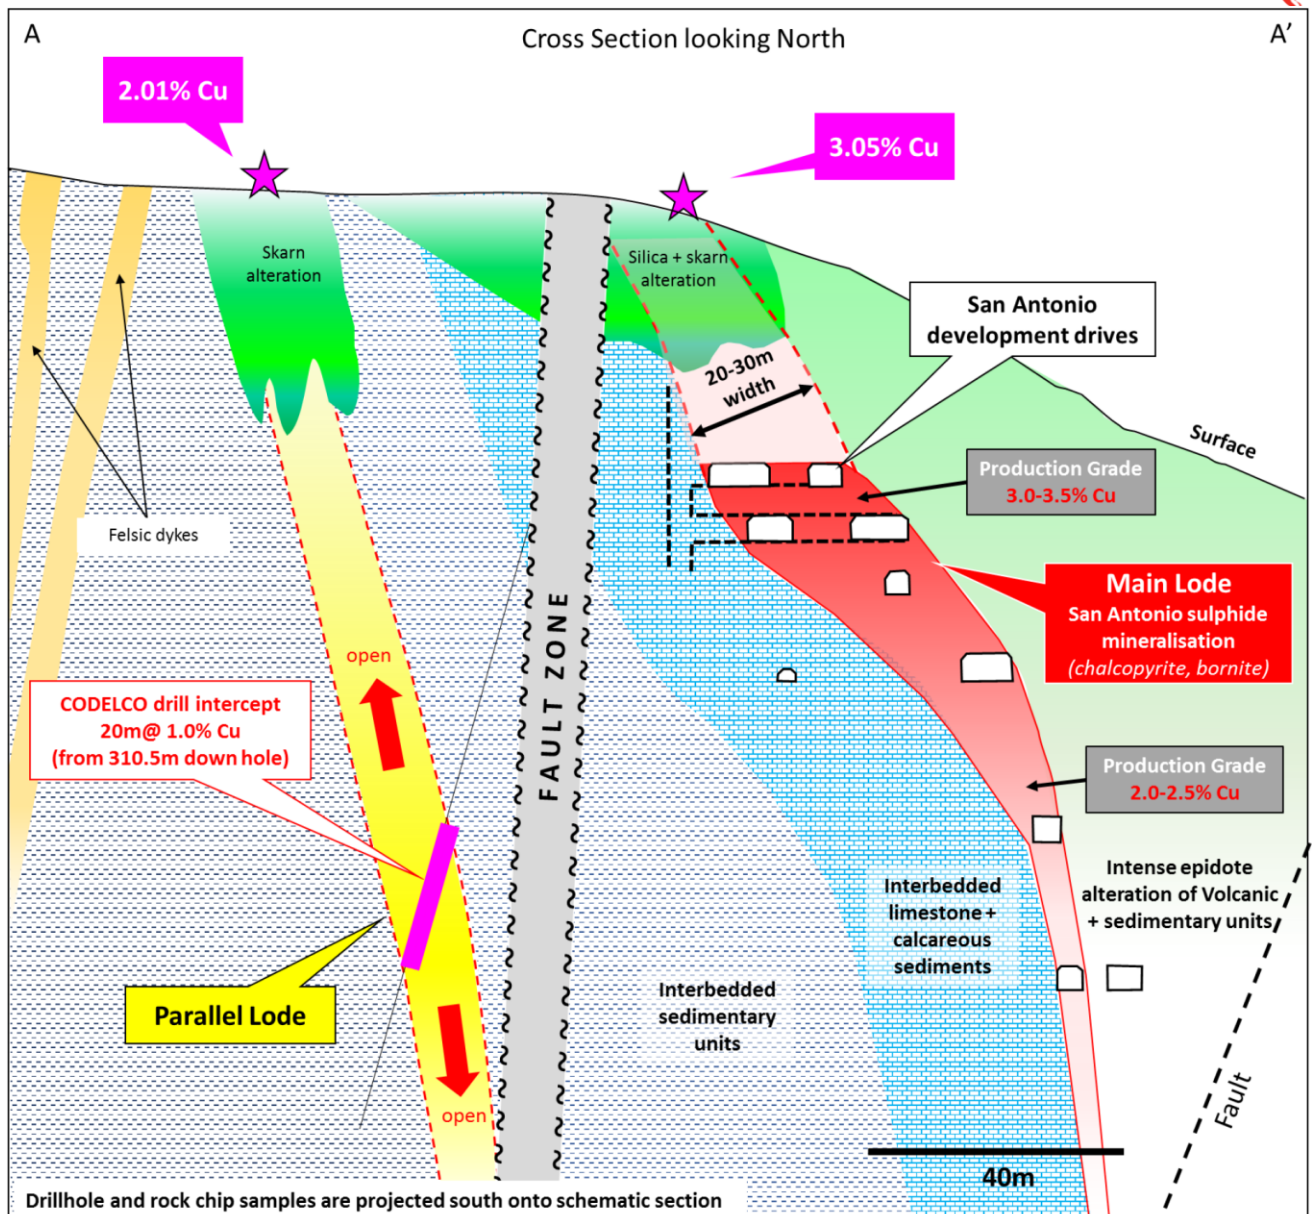 A
A’
Cross Section looking North
2.01% Cu
3.05% Cu
Skarn
alteration
Silica + skarn
alteration
San Antonio
development drives
20-30m
width
Surface
Production Grade
3.0-3.5% Cu
Felsic dykes
Main Lode
San Antonio sulphide
mineralisation
(chalcopyrite, bornite)
FAULT ZONE
open
CODELCO drill intercept
20m@ 1.0% Cu
(from 310.5m down hole)
Production Grade
2.0-2.5% Cu
Intense epidote
alteration of Volcanic
+ sedimentary units
Interbedded
limestone +
calcareous
sediments
Parallel Lode
Interbedded
sedimentary
units
open
Fault
40m
Drillhole and rock chip samples are projected south onto schematic section